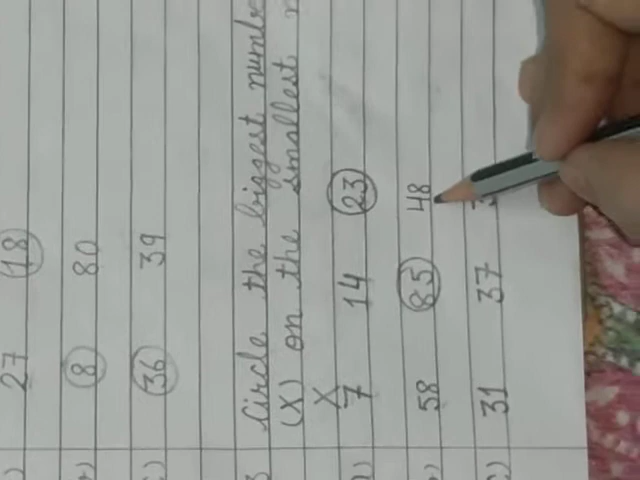 27 18
8 80
36 39
Circle the biggest
(X) on the smallest
X
7 14 23
58 85 48
31 37